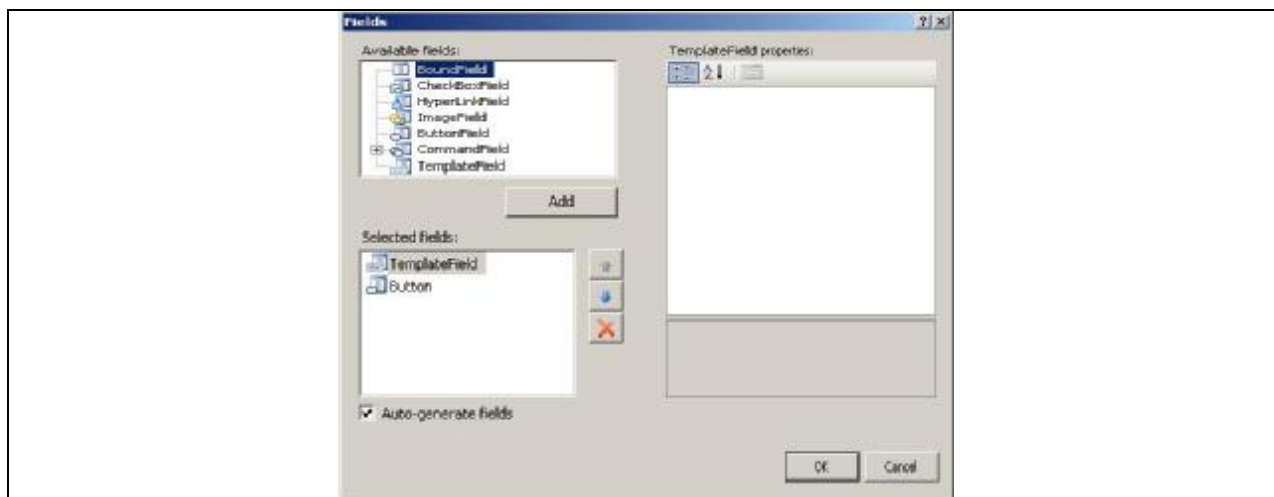 Fields
Available fields:
BoundField
CheckBoxField
HyperLinkField
ImageField
ButtonField
CommandField
TemplateField
Add
Selected fields:
TemplateField
Button
Auto-generate fields
TemplateField properties:
OK
Cancel